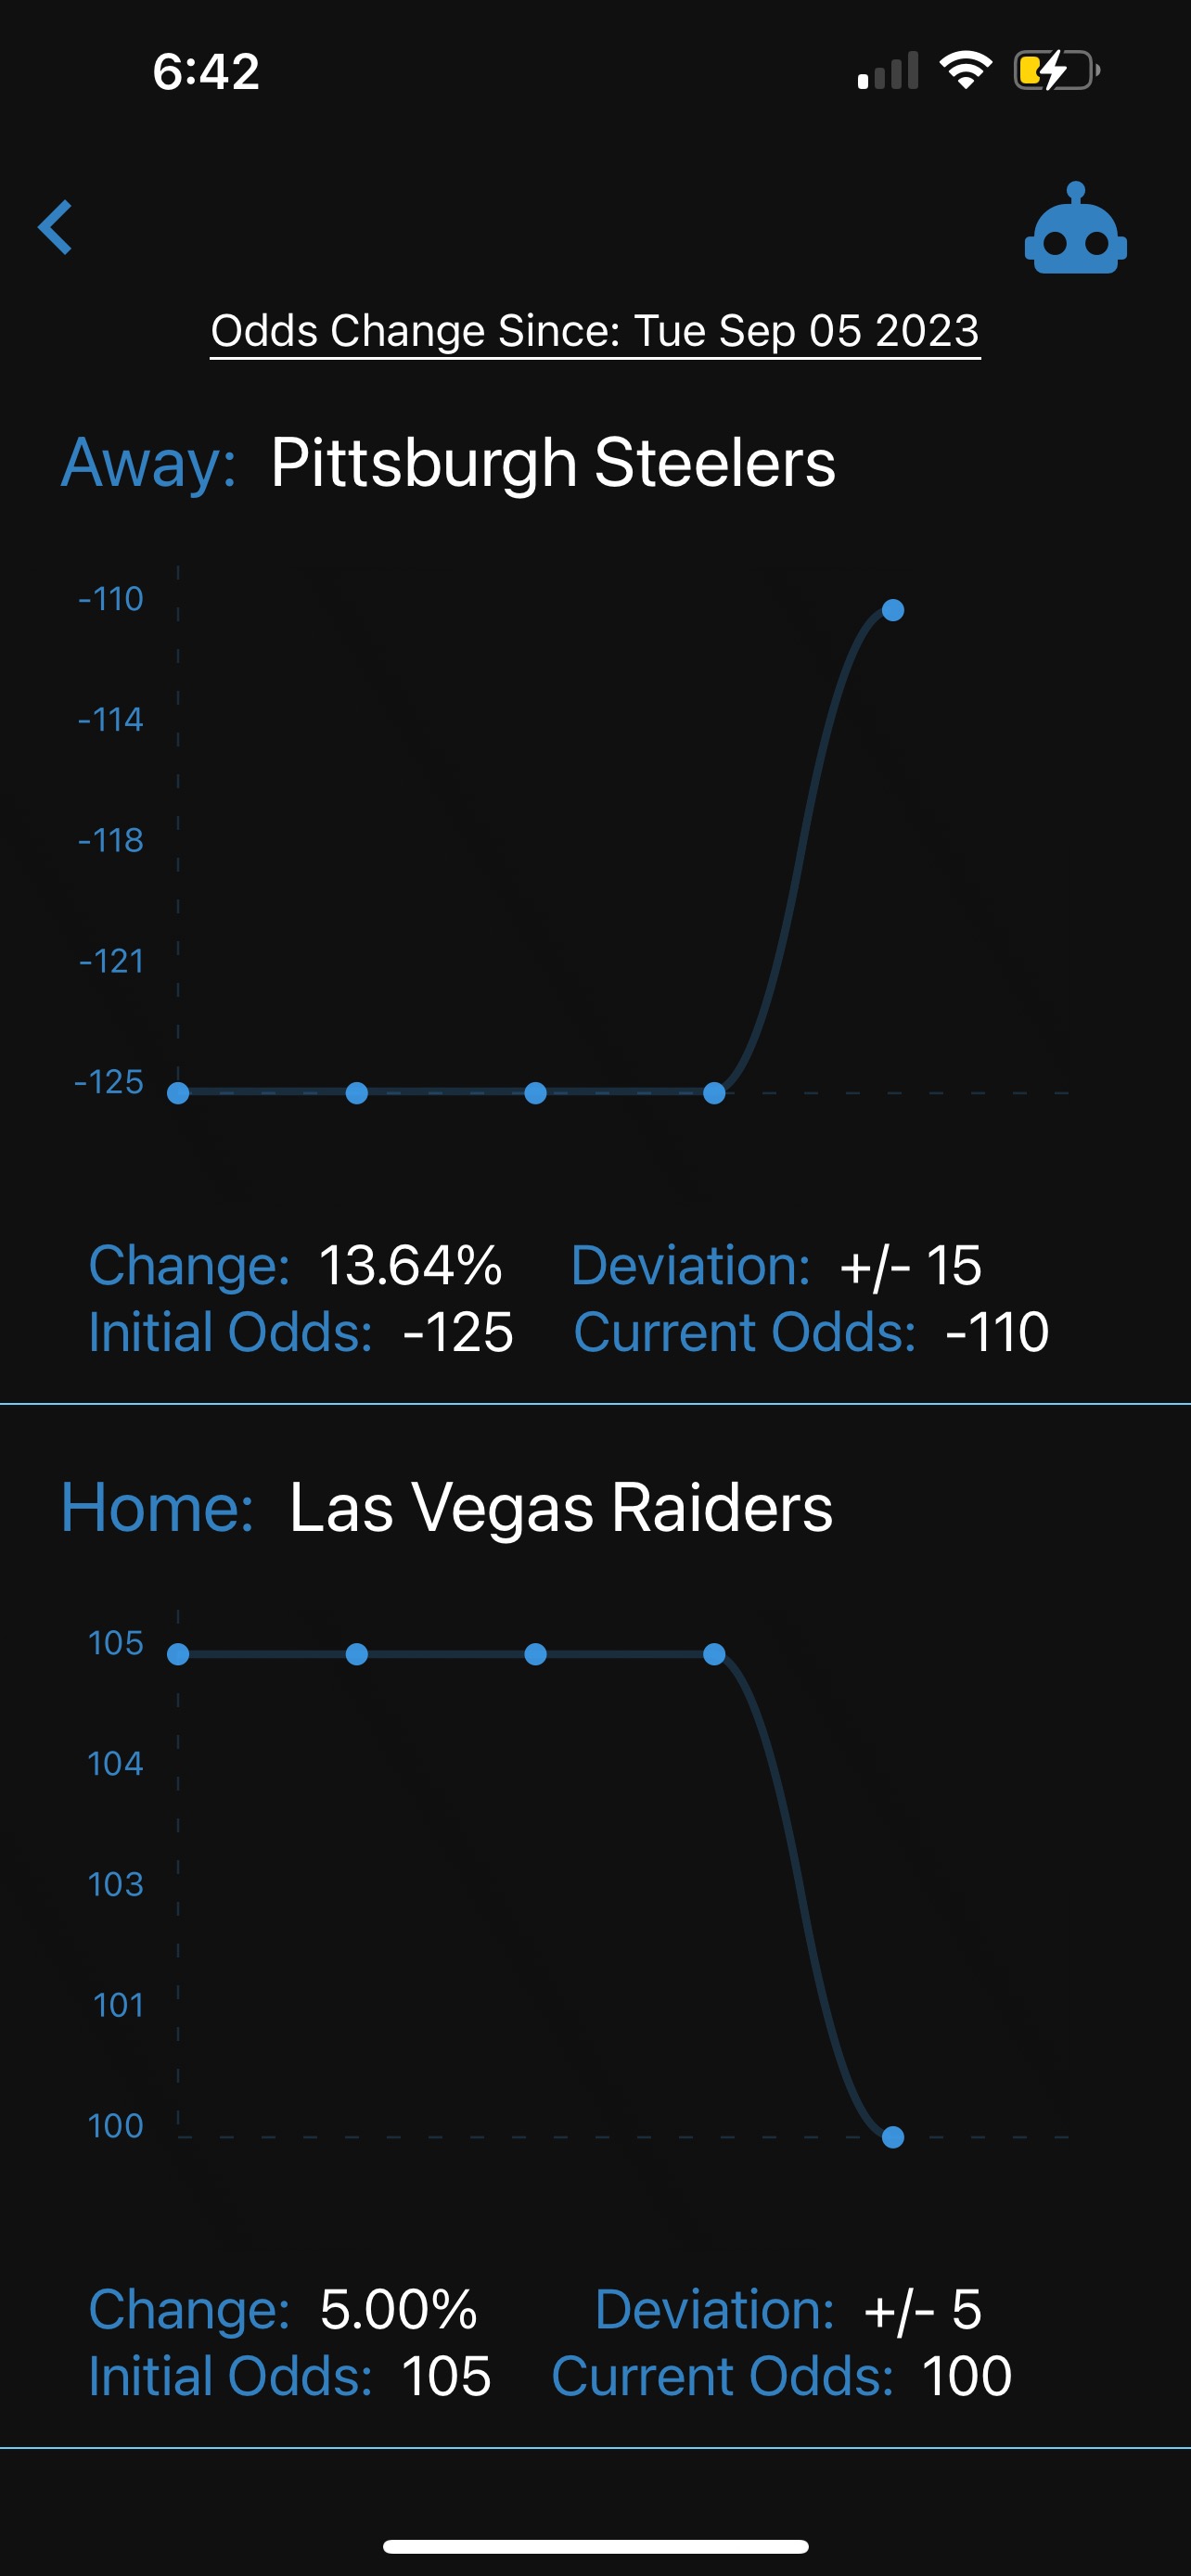 6:42
Odds Change Since: Tue Sep 05 2023
Away: Pittsburgh Steelers
-110
-114
-118
-121
-125
Change: 13.64% Deviation: +/- 15
Initial Odds: -125 Current Odds: -110
Home: Las Vegas Raiders
105
104
103
101
100
Change: 5.00% Deviation: +/- 5
Initial Odds: 105 Current Odds: 100